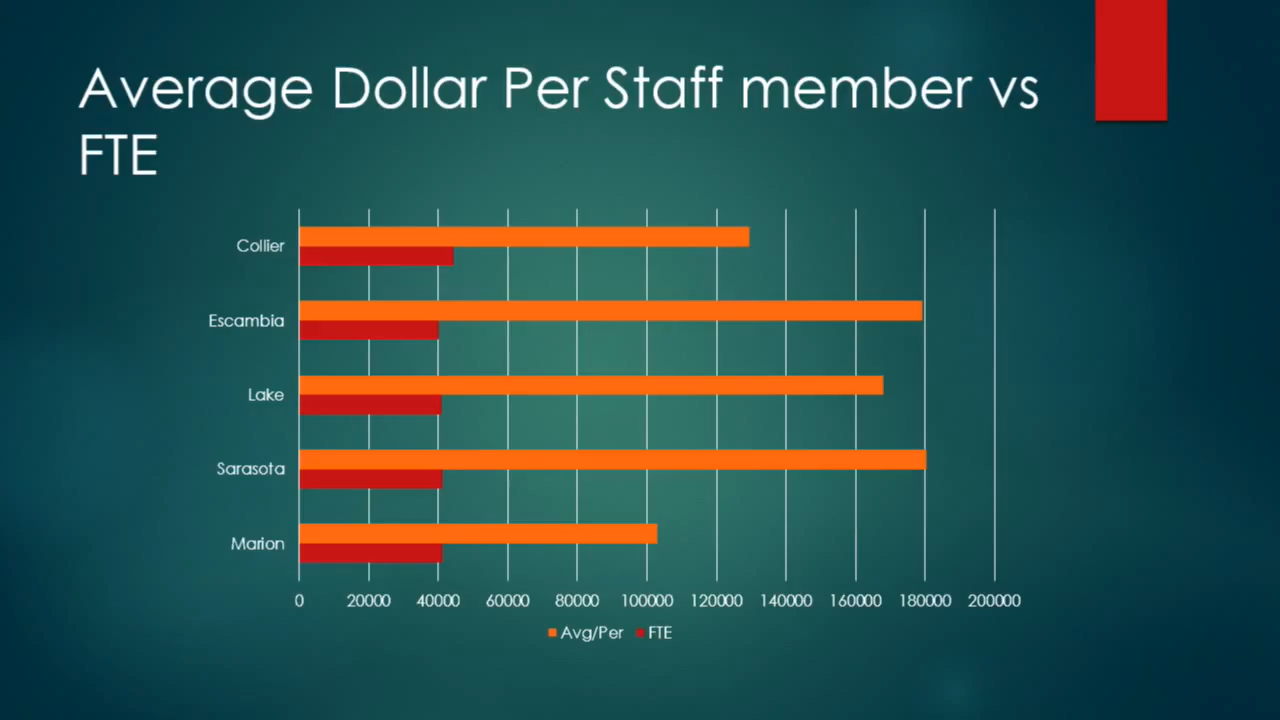 Average Dollar Per Staff member vs
FTE
Collier
Escambia
Lake
Sarasota
Marion
0 20000 40000 60000 80000 100000 120000 140000 160000 180000 200000
Avg/Per FTE